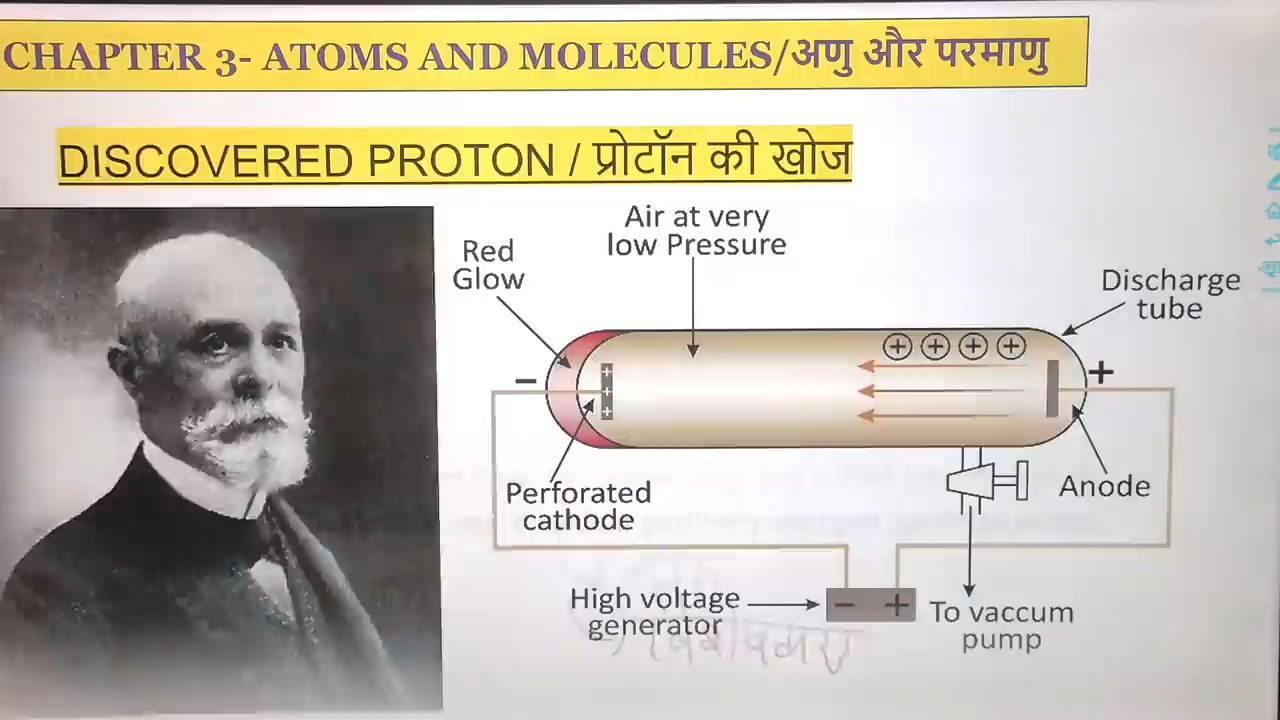 CHAPTER 3- ATOMS AND MOLECULES/अणु और परमाणु
DISCOVERED PROTON / प्रोटॉन की खोज
Air at very
low Pressure
Red
Glow
Discharge
tube
+ + + +
−
+
+
+
+
Perforated
cathode
Anode
High voltage
generator
− +
To vaccum
pump